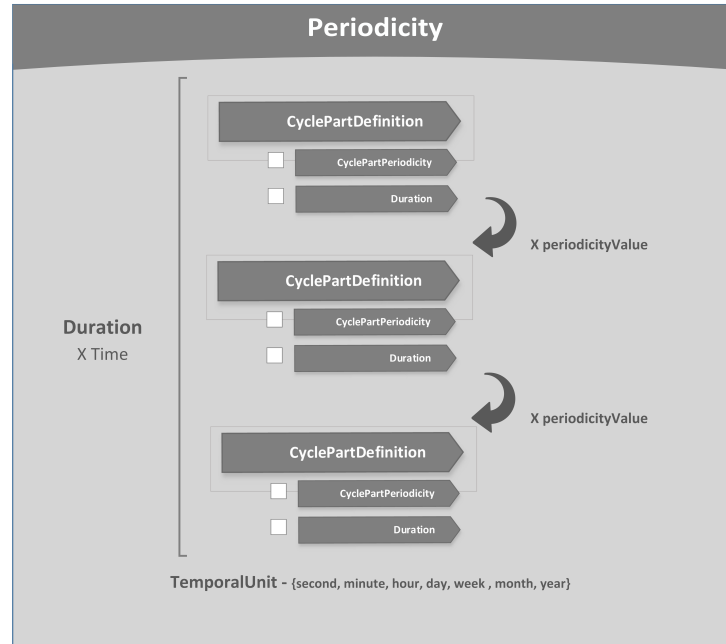 Periodicity
CyclePartDefinition
CyclePartPeriodicity
Duration
X periodicityValue
CyclePartDefinition
CyclePartPeriodicity
Duration
X Time
Duration
X periodicityValue
CyclePartDefinition
CyclePartPeriodicity
Duration
TemporalUnit - {second, minute, hour, day, week , month, year}